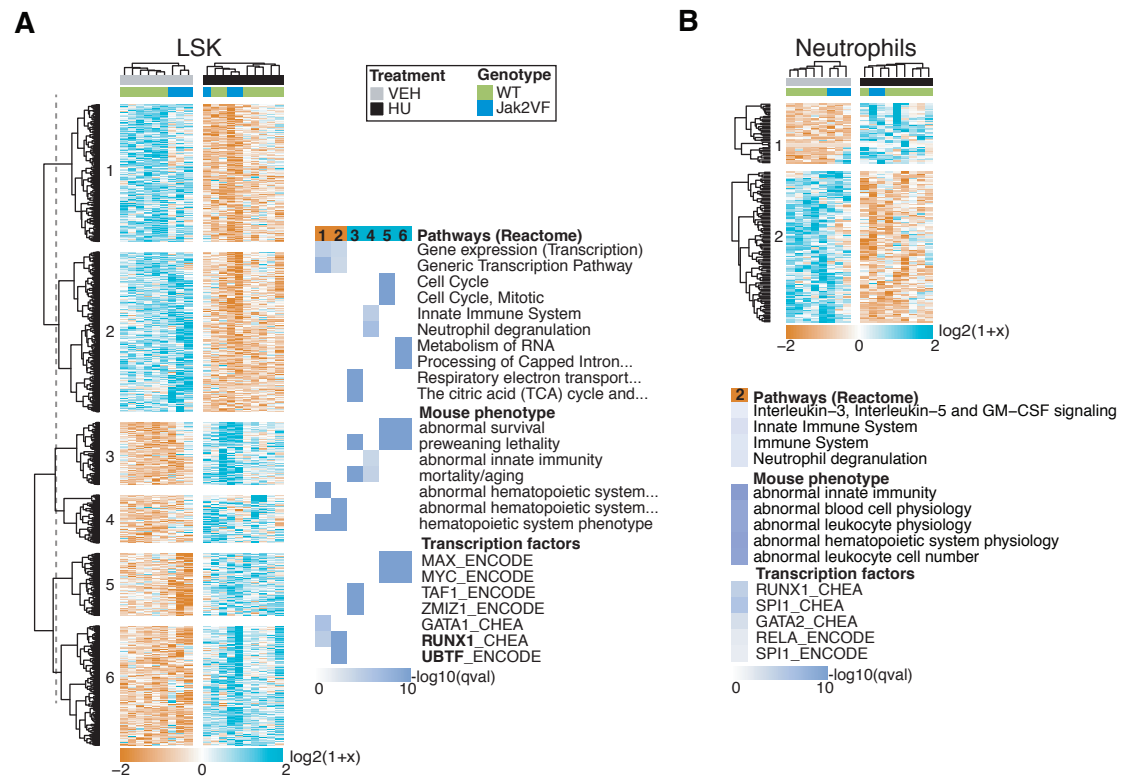 A
LSK
Treatment
VEH
HU
Genotype
WT
Jak2VF
1
2
3
4
5
6
−2
0
2
log2(1+x)
1 2 3 4 5 6 Pathways (Reactome)
Gene expression (Transcription)
Generic Transcription Pathway
Cell Cycle
Cell Cycle, Mitotic
Innate Immune System
Neutrophil degranulation
Metabolism of RNA
Processing of Capped Intron...
Respiratory electron transport...
The citric acid (TCA) cycle and...
Mouse phenotype
abnormal survival
preweaning lethality
abnormal innate immunity
mortality/aging
abnormal hematopoietic system...
abnormal hematopoietic system...
hematopoietic system phenotype
Transcription factors
MAX_ENCODE
MYC_ENCODE
TAF1_ENCODE
ZMIZ1_ENCODE
GATA1_CHEA
RUNX1_CHEA
UBTF_ENCODE
-log10(qval)
0
10
B
Neutrophils
1
2
log2(1+x)
−2
0
2
2 Pathways (Reactome)
Interleukin−3, Interleukin−5 and GM−CSF signaling
Innate Immune System
Immune System
Neutrophil degranulation
Mouse phenotype
abnormal innate immunity
abnormal blood cell physiology
abnormal leukocyte physiology
abnormal hematopoietic system physiology
abnormal leukocyte cell number
Transcription factors
RUNX1_CHEA
SPI1_CHEA
GATA2_CHEA
RELA_ENCODE
SPI1_ENCODE
-log10(qval)
0
10